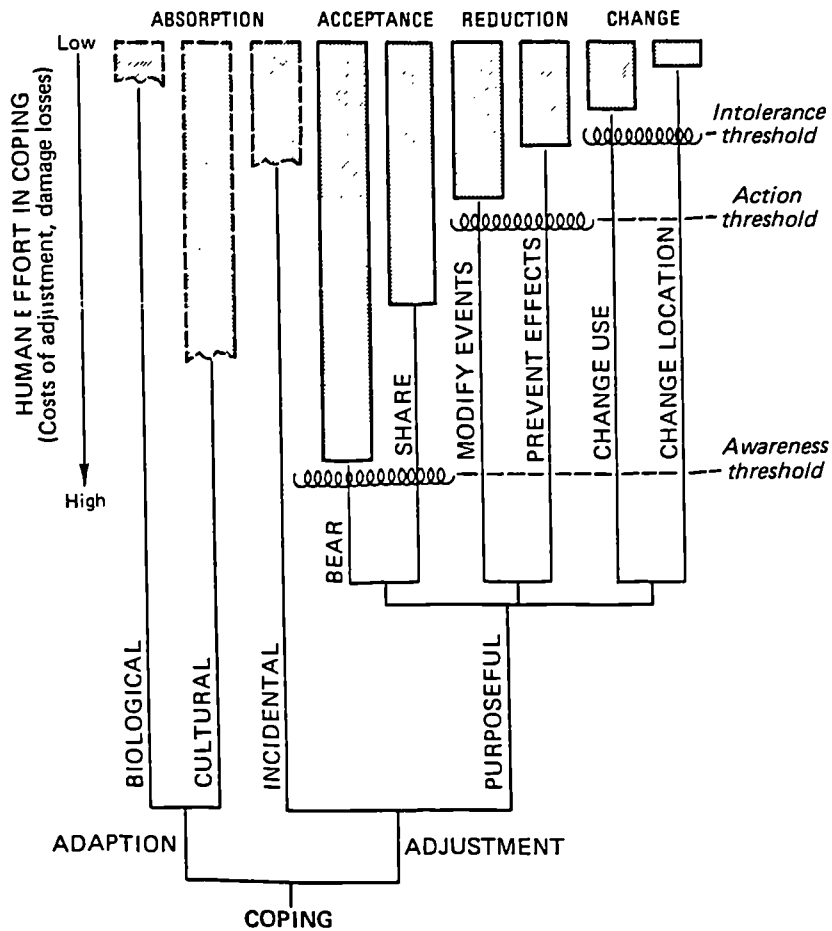 ABSORPTION ACCEPTANCE REDUCTION CHANGE
Low
HUMAN EFFORT IN COPING
(Costs of adjustment, damage losses)
High
Intolerance
threshold
Action
threshold
Awareness
threshold
BIOLOGICAL
CULTURAL
INCIDENTAL
BEAR
SHARE
MODIFY EVENTS
PREVENT EFFECTS
CHANGE USE
CHANGE LOCATION
PURPOSEFUL
ADAPTION
ADJUSTMENT
COPING